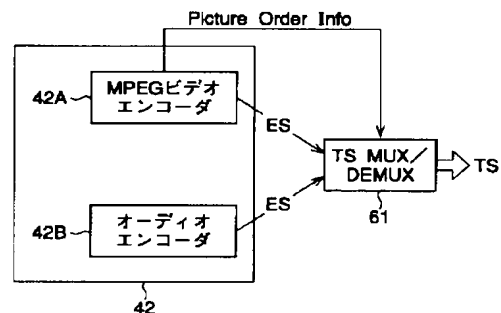 Picture Order Info
MPEGビデオ
エンコーダ
42A
ES
TS MUX／
DEMUX
TS
61
ES
オーディオ
エンコーダ
42B
42